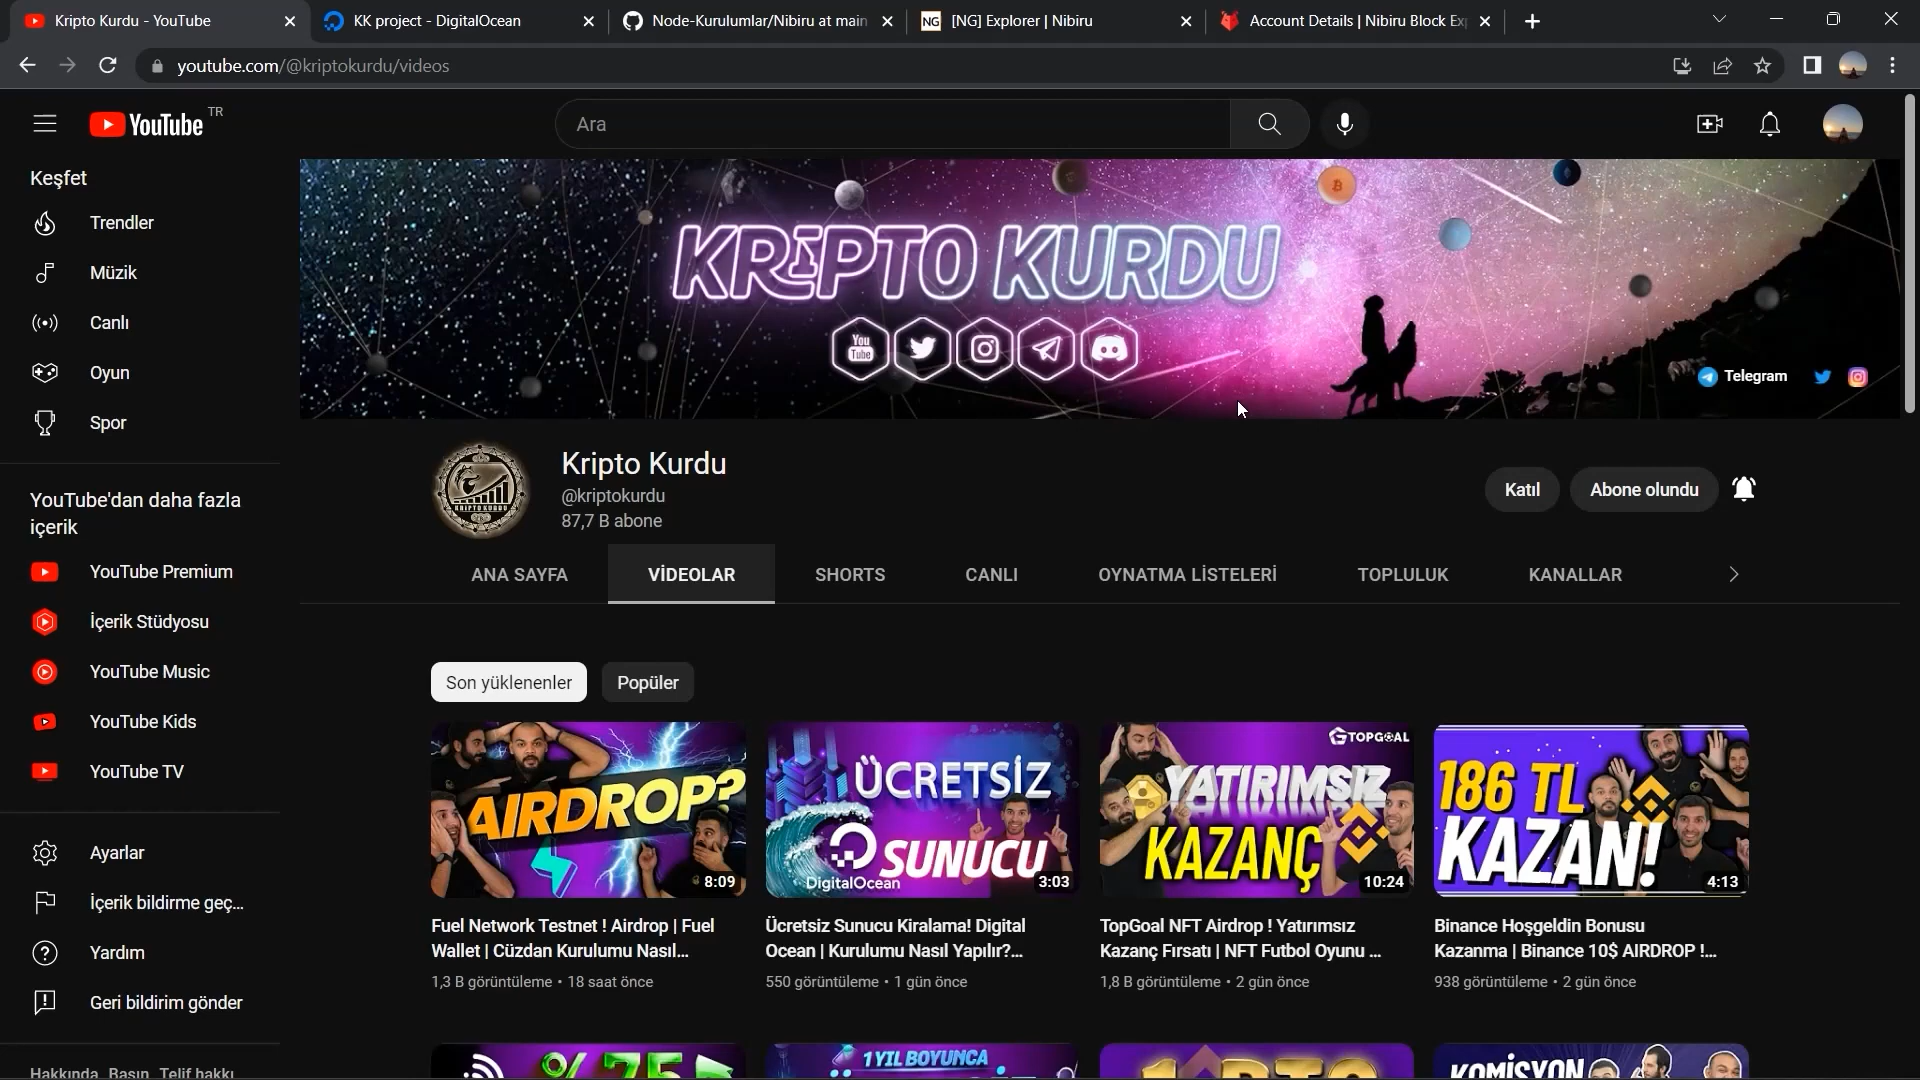 Kripto Kurdu - YouTube
KK project - DigitalOcean
Node-Kurulumlar/Nibiru at main
NG [NG] Explorer | Nibiru
Account Details | Nibiru Block Ex
youtube.com/@kriptokurdu/videos
YouTube TR
Ara
Keşfet
Trendler
Müzik
Canlı
Oyun
Spor
YouTube'dan daha fazla
içerik
YouTube Premium
İçerik Stüdyosu
YouTube Music
YouTube Kids
YouTube TV
Ayarlar
İçerik bildirme geç...
Yardım
Geri bildirim gönder
Hakkında Basın Telif hakkı
KRİPTO KURDU
You
Tube
Telegram
KRIPTO KURDU
Kripto Kurdu
@kriptokurdu
87,7 B abone
Katıl
Abone olundu
ANA SAYFA
VİDEOLAR
SHORTS
CANLI
OYNATMA LİSTELERİ
TOPLULUK
KANALLAR
Son yüklenenler
Popüler
AIRDROP?
8:09
Fuel Network Testnet ! Airdrop | Fuel
Wallet | Cüzdan Kurulumu Nasıl...
1,3 B görüntüleme • 18 saat önce
ÜCRETSİZ
SUNUCU
DigitalOcean
3:03
Ücretsiz Sunucu Kiralama! Digital
Ocean | Kurulumu Nasıl Yapılır?...
550 görüntüleme • 1 gün önce
TOPGOAL
YATIRIMSIZ
KAZANÇ
10:24
TopGoal NFT Airdrop ! Yatırımsız
Kazanç Fırsatı | NFT Futbol Oyunu ...
1,8 B görüntüleme • 2 gün önce
186 TL
KAZAN!
4:13
Binance Hoşgeldin Bonusu
Kazanma | Binance 10$ AIRDROP !...
938 görüntüleme • 2 gün önce
%75
1 YIL BOYUNCA
KOMİSYON